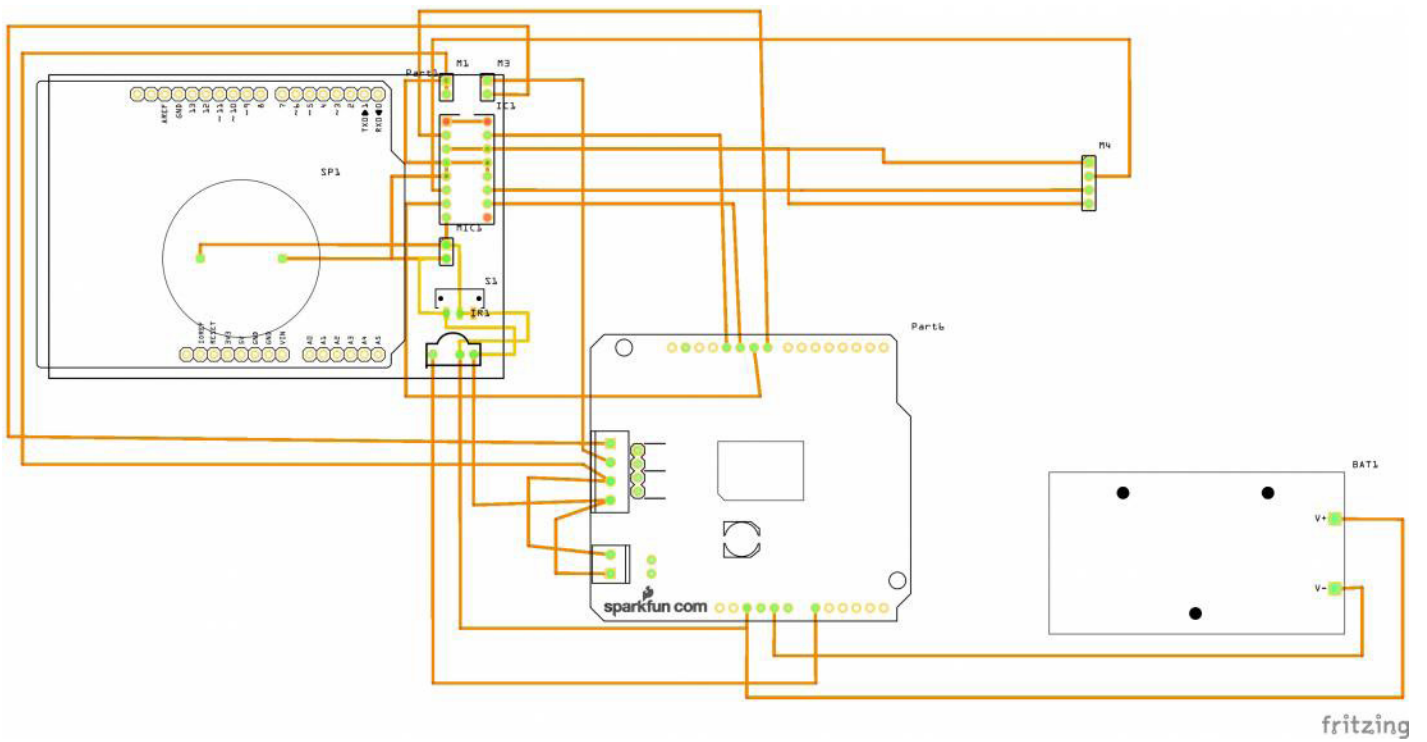 M1
M3
Part1
IC1
AREF
GND
13
12
~11
~10
~9
8
7
~6
~5
4
~3
2
TXD▶1
RXD◀0
SP1
M4
MIC1
S1
IR1
IOREF
RESET
3V3
5V
GND
GND
VIN
A0
A1
A2
A3
A4
A5
Part6
BAT1
V+
V-
sparkfun com
fritzing